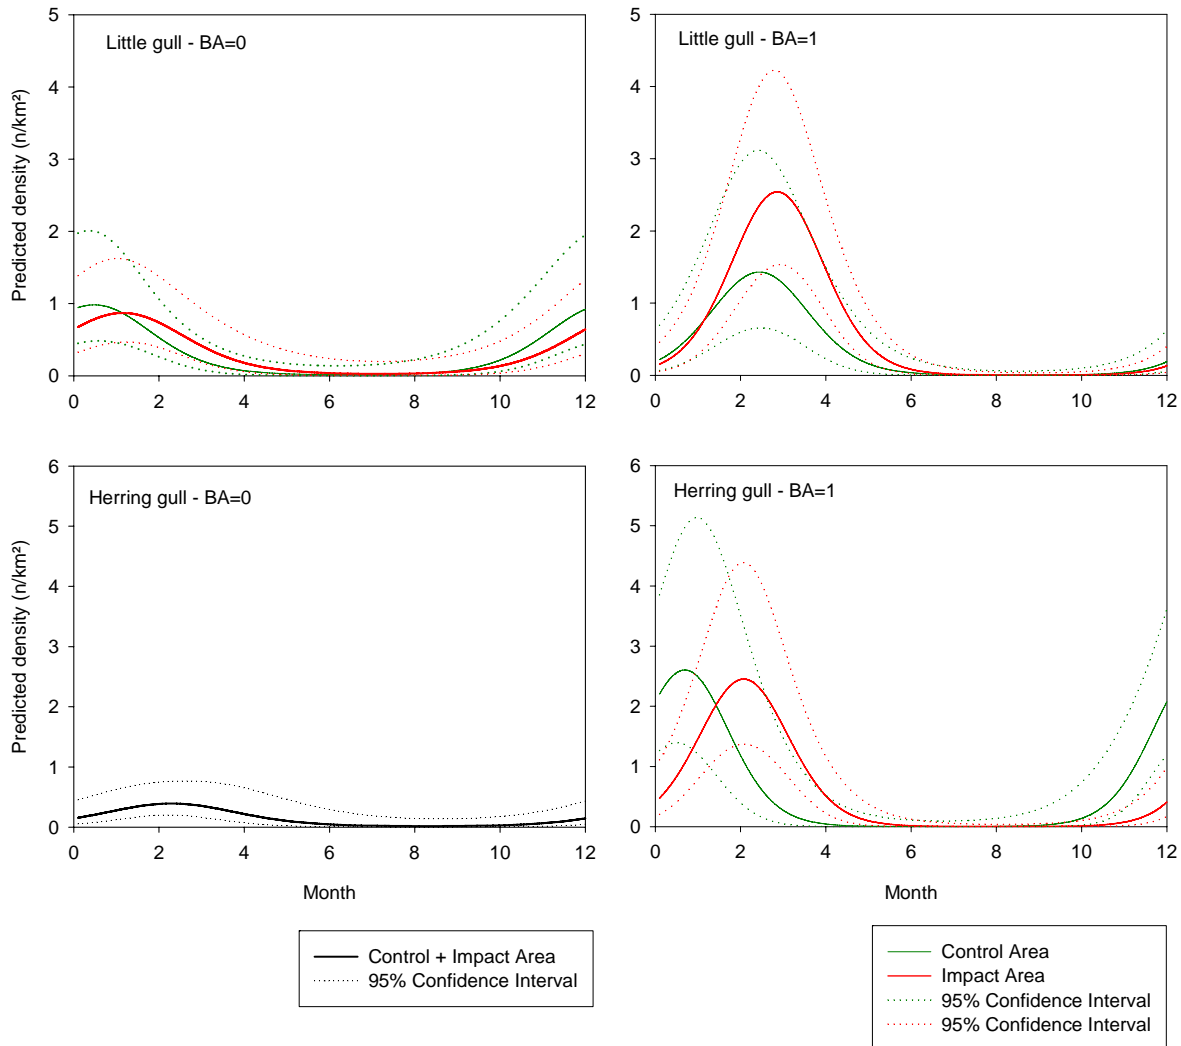 Little gull - BA=0
Predicted density (n/km²)
5
4
3
2
1
0
0 2 4 6 8 10 12
Little gull - BA=1
5
4
3
2
1
0
0 2 4 6 8 10 12
Herring gull - BA=0
Predicted density (n/km²)
6
5
4
3
2
1
0
0 2 4 6 8 10 12
Month
Herring gull - BA=1
6
5
4
3
2
1
0
0 2 4 6 8 10 12
Month
Control + Impact Area
95% Confidence Interval
Control Area
Impact Area
95% Confidence Interval
95% Confidence Interval